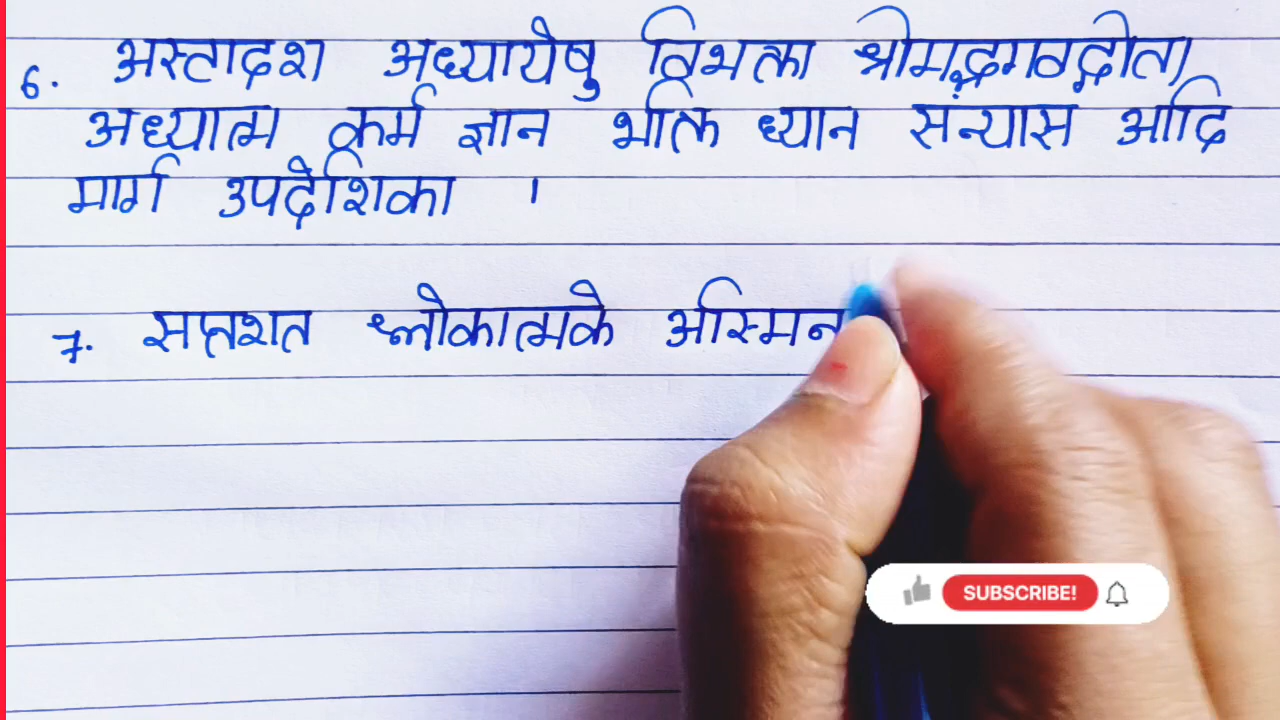 6. अस्टादश अध्यायेषु विभक्ता श्रीमद्भगवद्गीता
अध्यात्म कर्म ज्ञान भक्ति ध्यान संन्यास आदि
मार्ग उपदेशिका ।
7. सप्तशत श्लोकात्मके अस्मिन
SUBSCRIBE!